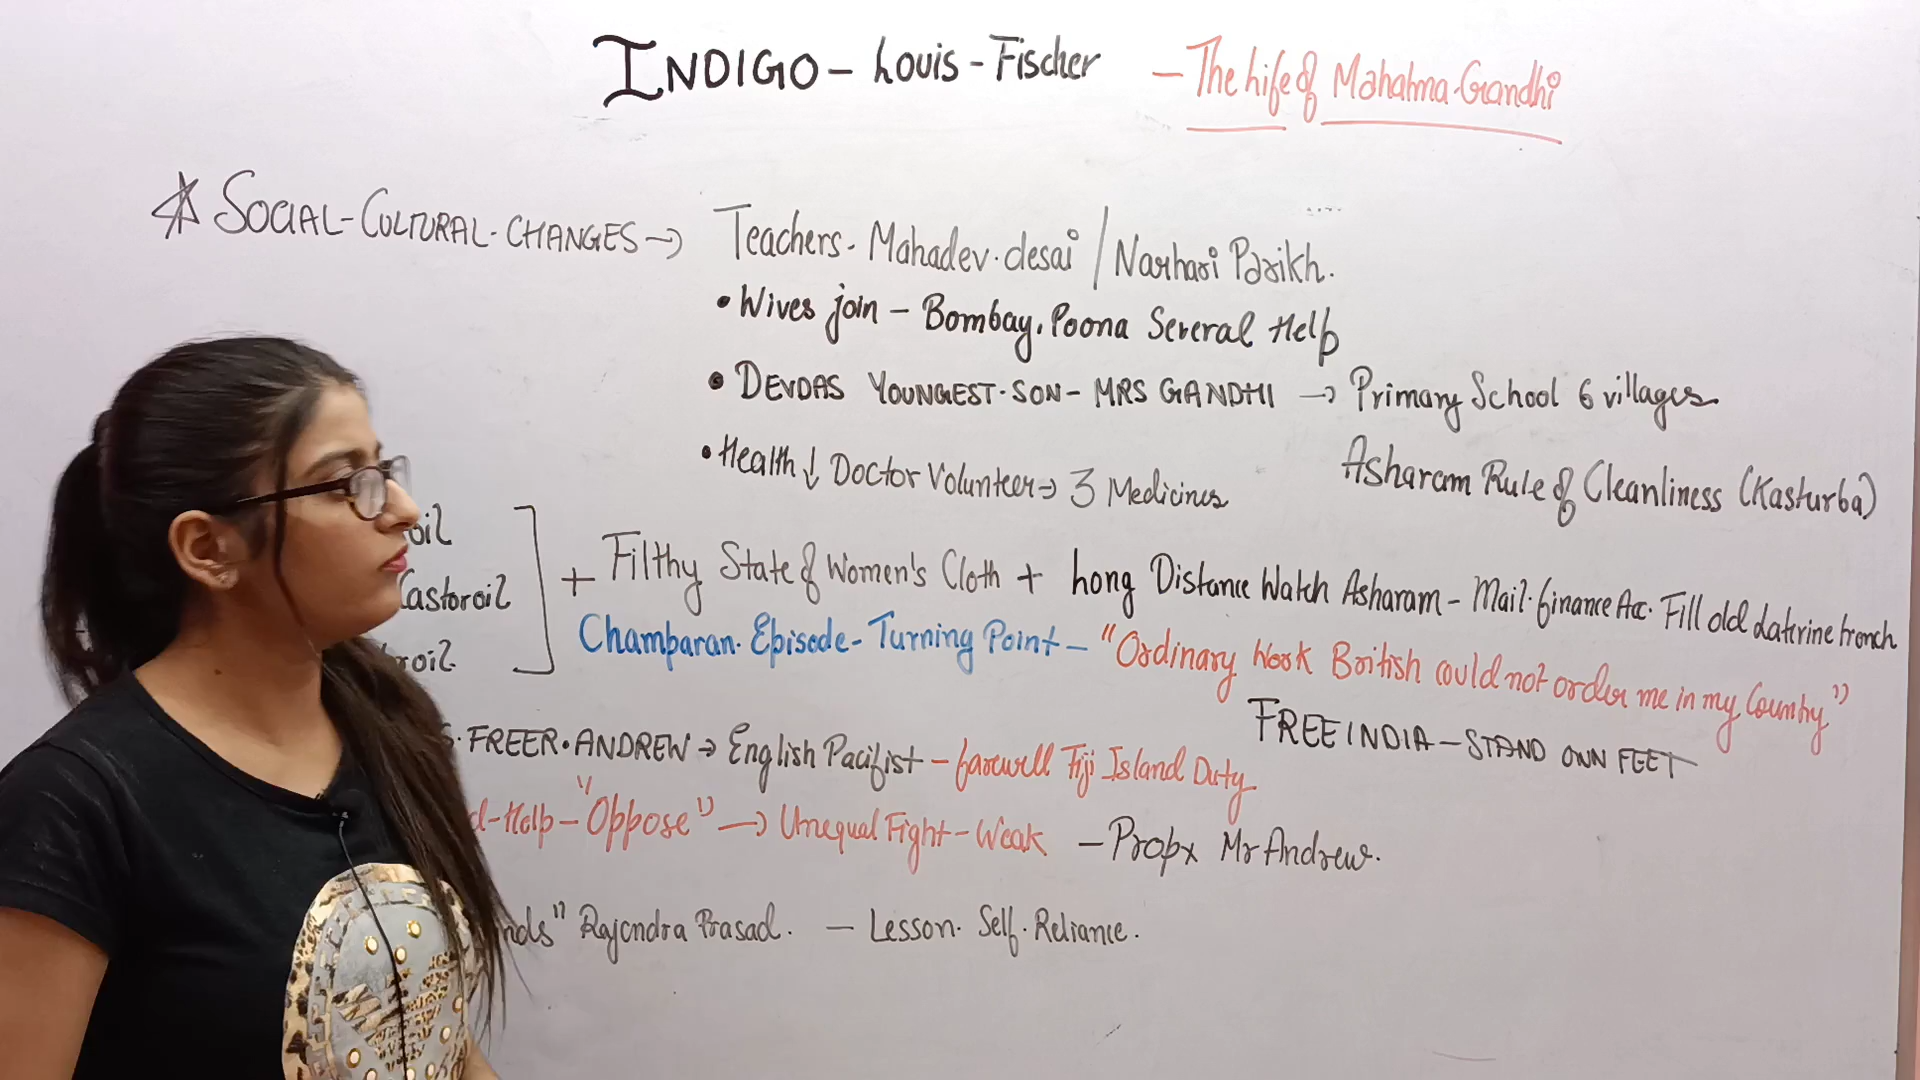 INDIGO – Louis - Fischer – The Life of Mahatma Gandhi
SOCIAL-CULTURAL-CHANGES → Teachers - Mahadev desai / Narhari Parikh.
• Wives join – Bombay, Poona Several Help
• DEVDAS YOUNGEST-SON – MRS GANDHI → Primary School 6 villages
• Health ↓ Doctor Volunteer → 3 Medicines
Asharam Rule of Cleanliness (Kasturba)
oil
Castoroil
oil
] + Filthy State of Women's Cloth + Long Distance Watch Asharam – Mail. finance Acc. Fill old Laterine trench
Champaran Episode - Turning Point – "Ordinary Work British could not order me in my Country"
FREE INDIA – STAND OWN FEET
FREER ANDREW → English Pacifist – farewell Fiji Island Duty
d-Help – "Oppose" → Unequal Fight – Weak – Prop x Mr Andrew.
nds" Rajendra Prasad. – Lesson. Self. Reliance.